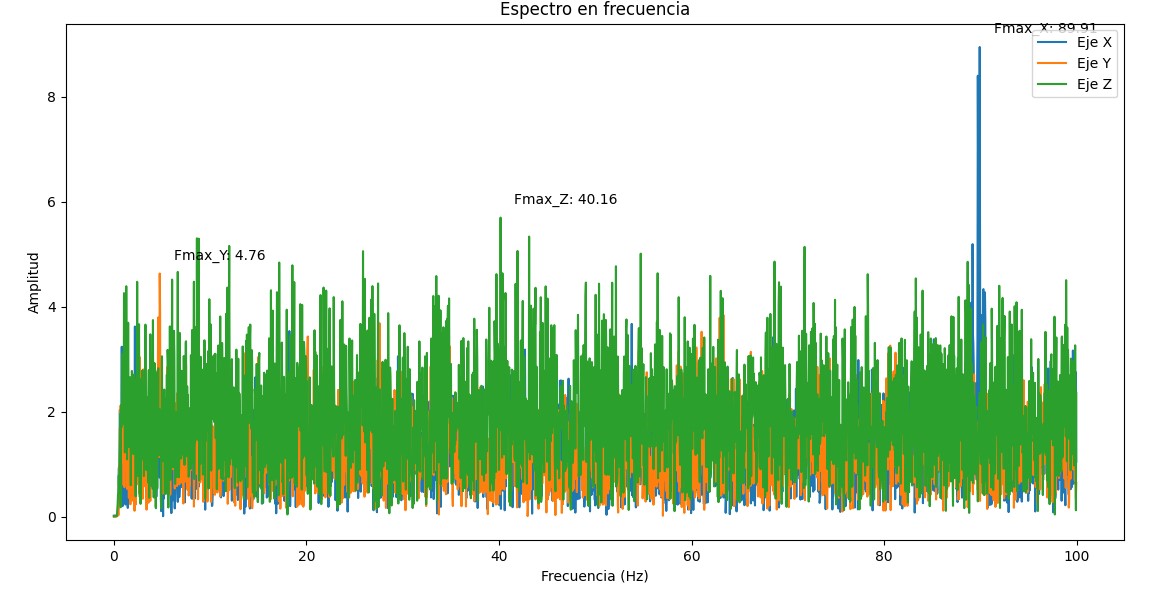 Espectro en frecuencia
Fmax_X: 89.91
Eje X
Eje Y
Eje Z
Fmax_Z: 40.16
Fmax_Y: 4.76
Amplitud
8
6
4
2
0
0 20 40 60 80 100
Frecuencia (Hz)